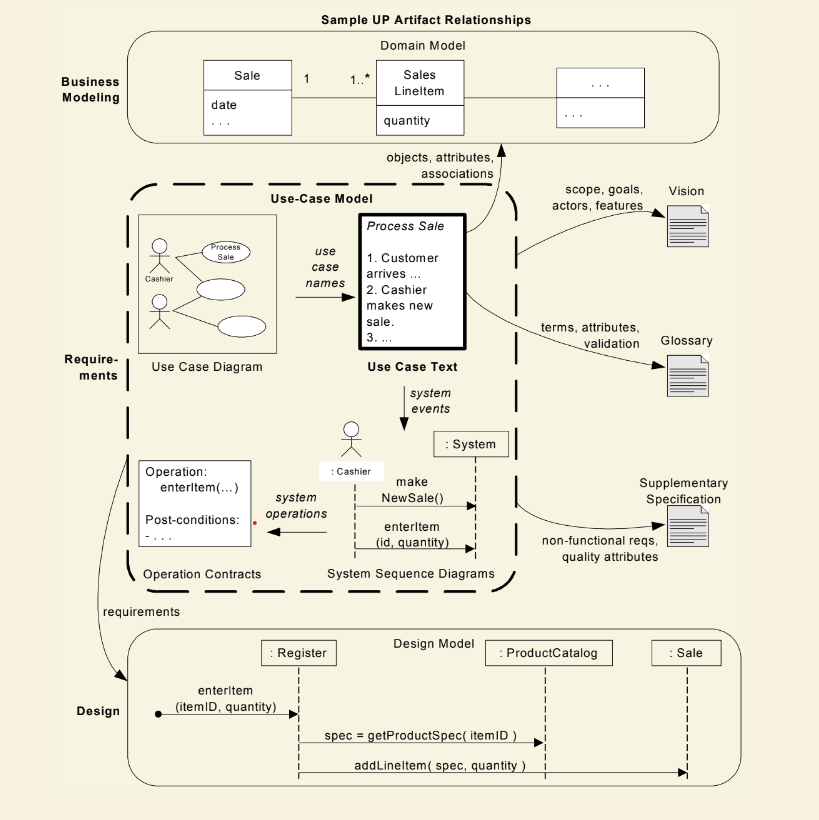 Sample UP Artifact Relationships
Domain Model
Business
Modeling
Sale
date
. . .
1
1..*
Sales
LineItem
quantity
. . .
. . .
objects, attributes,
associations
Use-Case Model
Process
Sale
Cashier
Use Case Diagram
use
case
names
Process Sale
1. Customer
arrives ...
2. Cashier
makes new
sale.
3. ...
Use Case Text
scope, goals,
actors, features
Vision
terms, attributes,
validation
Glossary
Require-
ments
system
events
: Cashier
: System
make
NewSale()
enterItem
(id, quantity)
System Sequence Diagrams
system
operations
Operation:
enterItem(…)
Post-conditions:
- . . .
Operation Contracts
Supplementary
Specification
non-functional reqs,
quality attributes
requirements
Design Model
Design
: Register
: ProductCatalog
: Sale
enterItem
(itemID, quantity)
spec = getProductSpec( itemID )
addLineItem( spec, quantity )